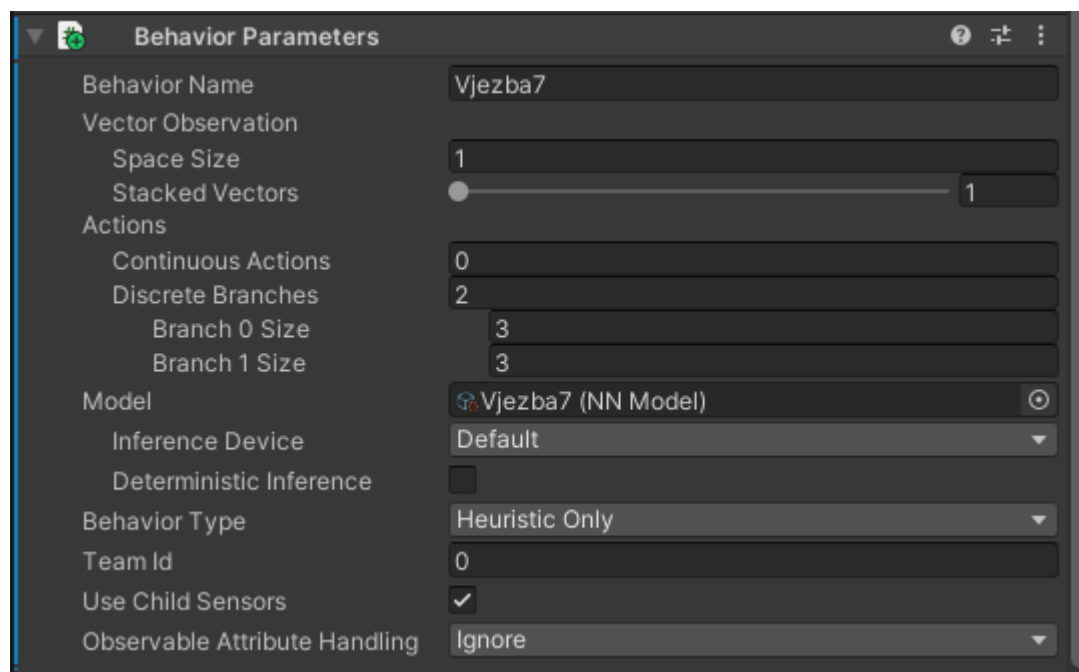 Behavior Parameters
Behavior Name Vjezba7
Vector Observation
Space Size 1
Stacked Vectors 1
Actions
Continuous Actions 0
Discrete Branches 2
Branch 0 Size 3
Branch 1 Size 3
Model Vjezba7 (NN Model)
Inference Device Default
Deterministic Inference
Behavior Type Heuristic Only
Team Id 0
Use Child Sensors
Observable Attribute Handling Ignore